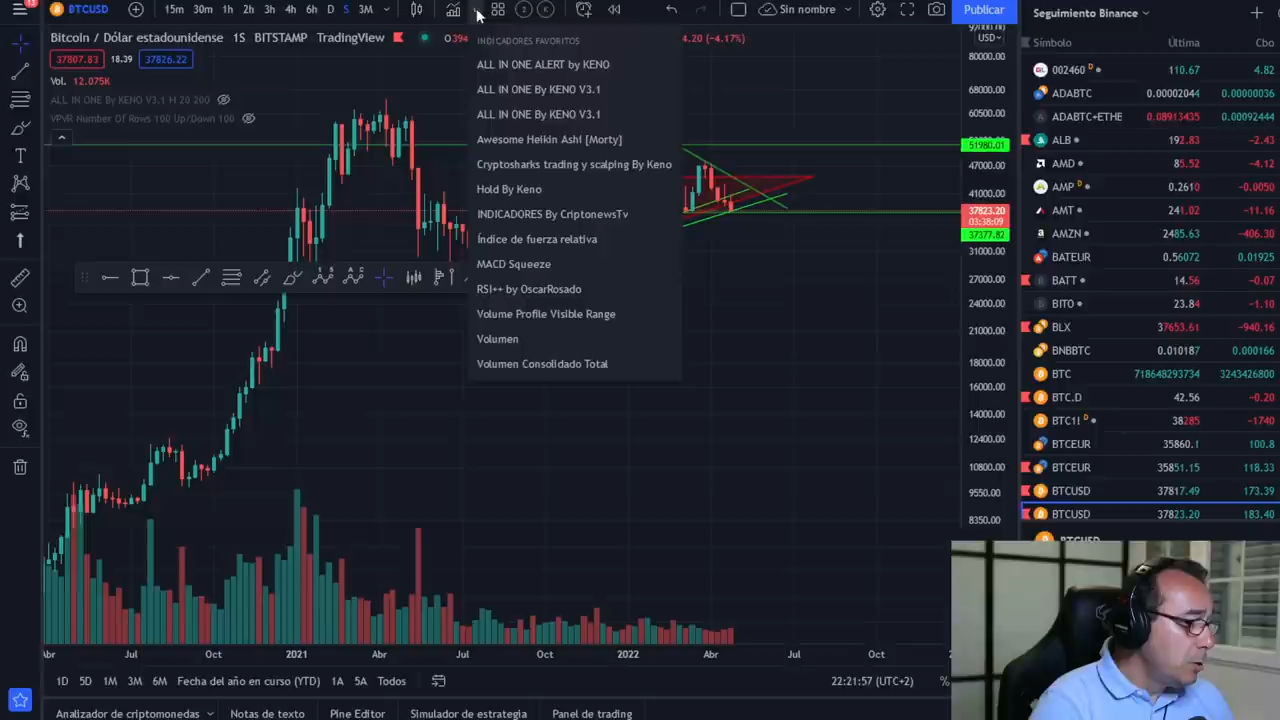 11
BTCUSD
15m 30m 1h 2h 3h 4h 6h D S 3M
2 K
Sin nombre
Publicar
Bitcoin / Dólar estadounidense 1S BITSTAMP TradingView
O394
4.20 (-4.17%)
USD
37807.83 18.39 37826.22
Vol. 12.075K
ALL IN ONE By KENO V3.1 H 20 200
VPVR Number Of Rows 100 Up/Down 100
INDICADORES FAVORITOS
ALL IN ONE ALERT by KENO
ALL IN ONE By KENO V3.1
ALL IN ONE By KENO V3.1
Awesome Heikin Ashi [Morty]
Cryptosharks trading y scalping By Keno
Hold By Keno
INDICADORES By CriptonewsTv
Índice de fuerza relativa
MACD Squeeze
RSI++ by OscarRosado
Volume Profile Visible Range
Volumen
Volumen Consolidado Total
80000.00
68000.00
60500.00
51980.01
47000.00
41000.00
37823.20
03:38:09
37377.82
31000.00
27000.00
24000.00
21000.00
18000.00
16000.00
14000.00
12400.00
10800.00
9550.00
8350.00
Abr Jul Oct 2021 Abr Jul Oct 2022 Abr Jul Oct
1D 5D 1M 3M 6M Fecha del año en curso (YTD) 1A 5A Todos
22:21:57 (UTC+2) %
Analizador de criptomonedas Notas de texto Pine Editor Simulador de estrategia Panel de trading
Seguimiento Binance
Símbolo Última Cbo
002460 D 110.67 4.82
ADABTC 0.00002044 0.00000036
ADABTC+ETHE 0.08913435 0.00092444
ALB 192.83 -2.43
AMD 85.52 -4.12
AMP D 0.2610 -0.0050
AMT 241.02 -11.16
AMZN 2485.63 -406.30
BATEUR 0.56072 0.01925
BATT 14.56 -0.07
BITO 23.84 -1.10
BLX 37653.61 -940.16
BNBBTC 0.010187 0.000166
BTC 718648293734 3243426800
BTC.D 42.56 -0.20
BTC1! D 38285 -1740
BTCEUR 35860.1 100.8
BTCEUR 35851.15 118.33
BTCUSD 37817.49 173.39
BTCUSD 37823.20 183.40
BTCUSD